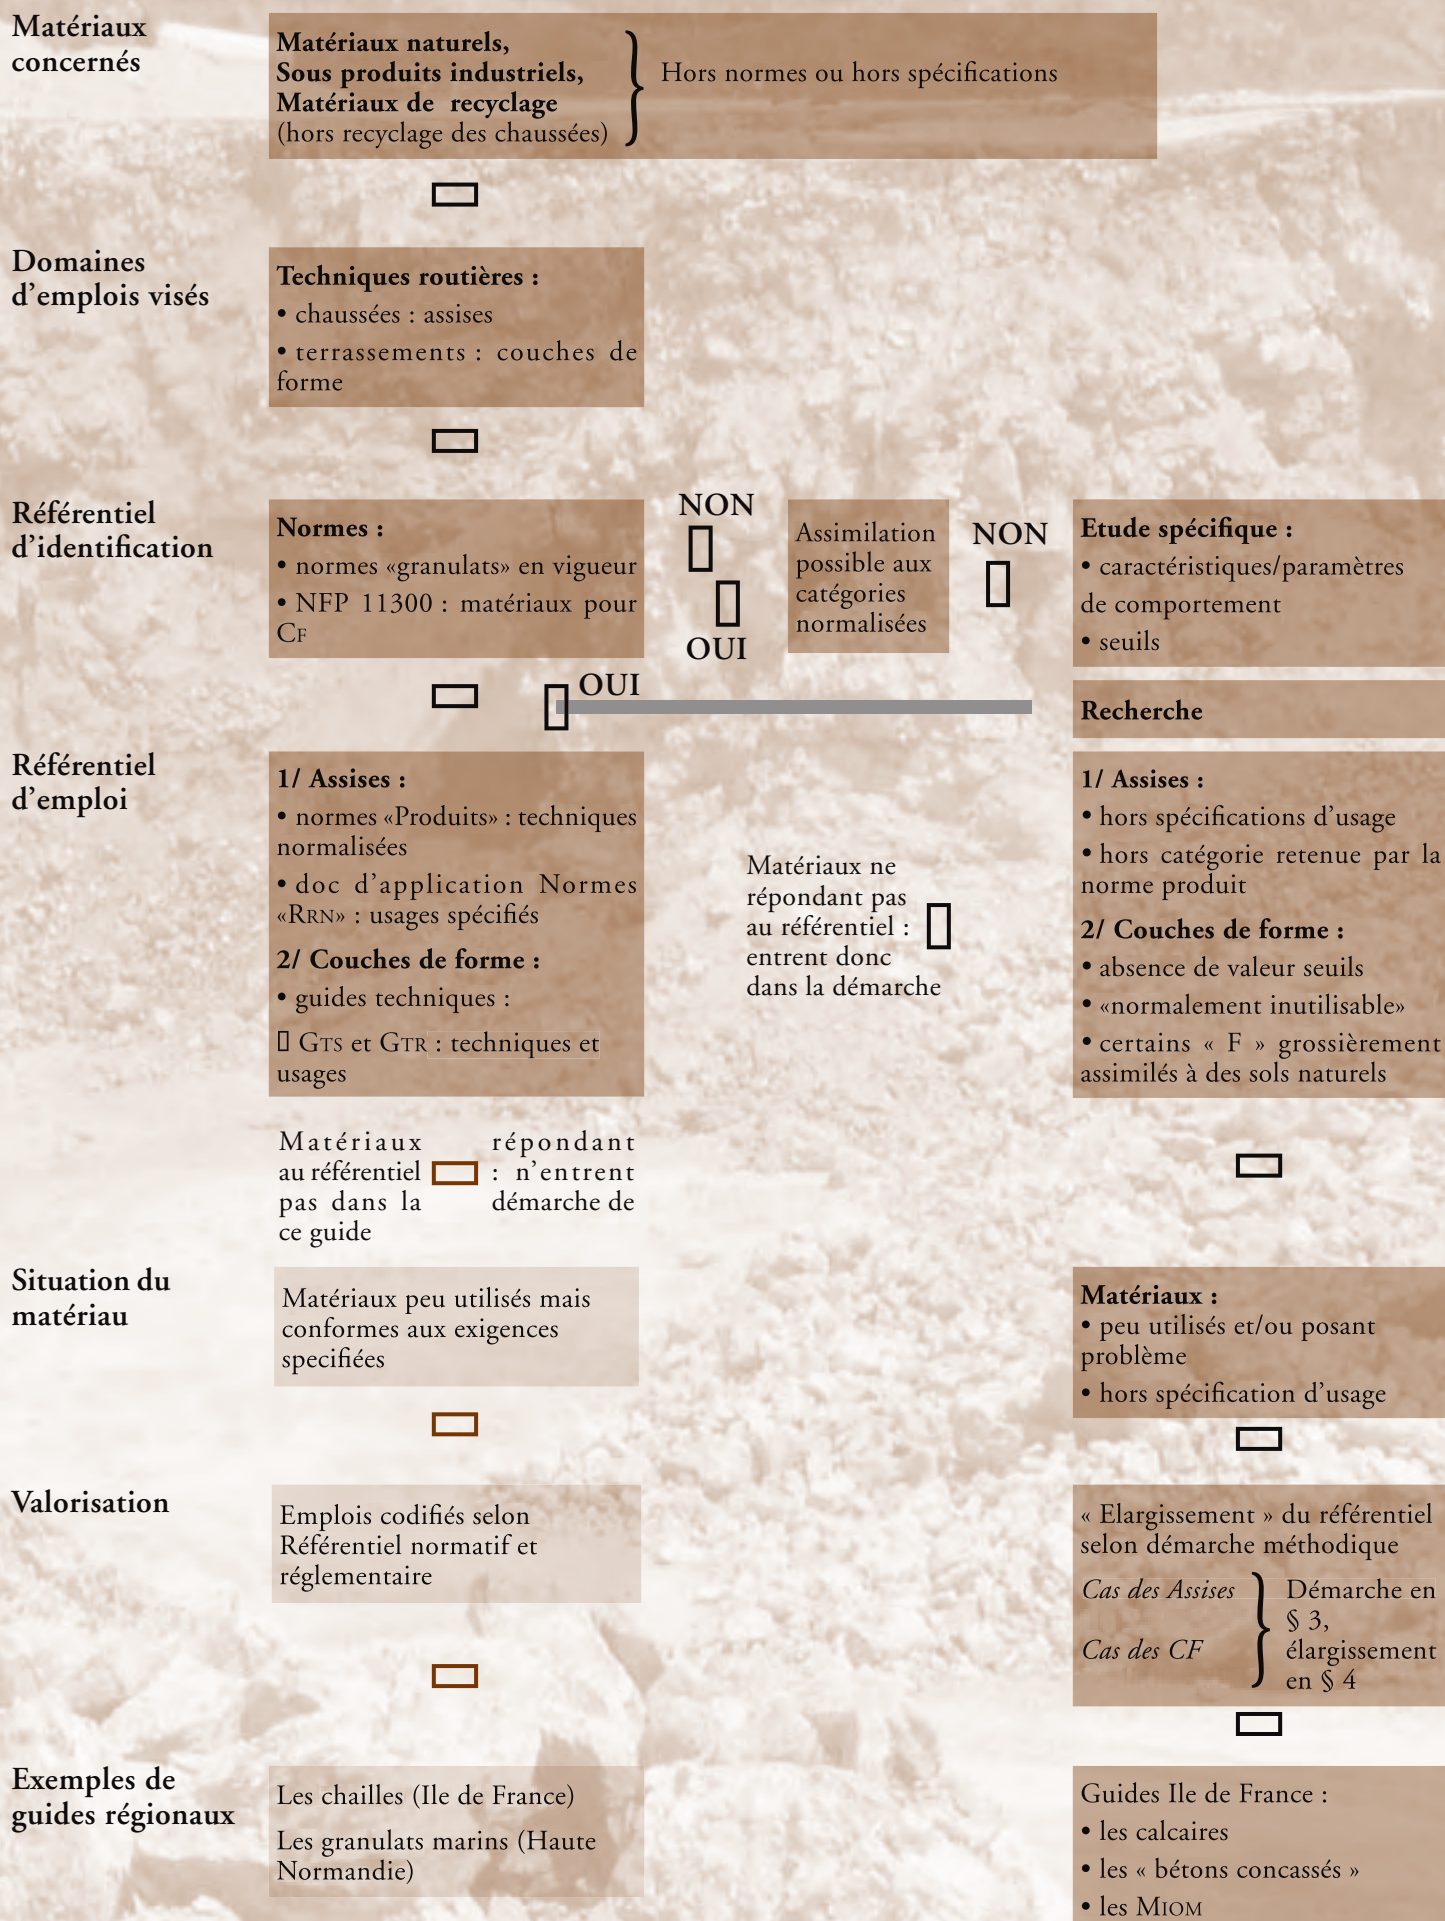 Matériaux
concernés
Matériaux naturels,
Sous produits industriels,
Matériaux de recyclage
(hors recyclage des chaussées)
Hors normes ou hors spécifications
Domaines
d'emplois visés
Techniques routières :
• chaussées : assises
• terrassements : couches de
forme
Référentiel
d'identification
Normes :
• normes «granulats» en vigueur
• NFP 11300 : matériaux pour
CF
NON
OUI
Assimilation
possible aux
catégories
normalisées
NON
Etude spécifique :
• caractéristiques/paramètres
de comportement
• seuils
OUI
Recherche
Référentiel
d'emploi
1/ Assises :
• normes «Produits» : techniques
normalisées
• doc d'application Normes
«RRN» : usages spécifiés
2/ Couches de forme :
• guides techniques :
GTS et GTR : techniques et
usages
Matériaux ne
répondant pas
au référentiel :
entrent donc
dans la démarche
1/ Assises :
• hors spécifications d'usage
• hors catégorie retenue par la
norme produit
2/ Couches de forme :
• absence de valeur seuils
• «normalement inutilisable»
• certains « F » grossièrement
assimilés à des sols naturels
Matériaux répondant
au référentiel : n'entrent
pas dans la démarche de
ce guide
Situation du
matériau
Matériaux peu utilisés mais
conformes aux exigences
specifiées
Matériaux :
• peu utilisés et/ou posant
problème
• hors spécification d'usage
Valorisation
Emplois codifiés selon
Référentiel normatif et
réglementaire
« Elargissement » du référentiel
selon démarche méthodique
Cas des Assises
Cas des CF
Démarche en
§ 3,
élargissement
en § 4
Exemples de
guides régionaux
Les chailles (Ile de France)
Les granulats marins (Haute
Normandie)
Guides Ile de France :
• les calcaires
• les « bétons concassés »
• les MIOM